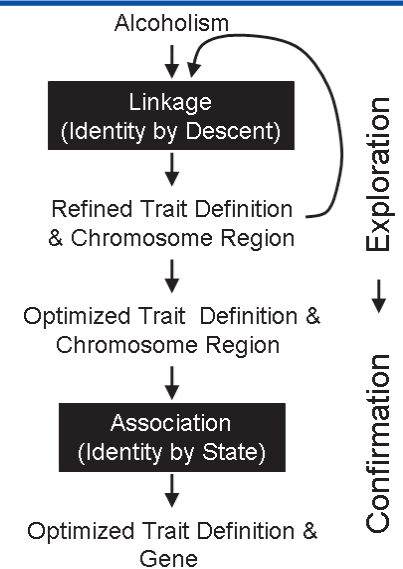 Alcoholism
Linkage
(Identity by Descent)
Refined Trait Definition
& Chromosome Region
Optimized Trait Definition &
Chromosome Region
Association
(Identity by State)
Optimized Trait Definition &
Gene
Exploration
Confirmation